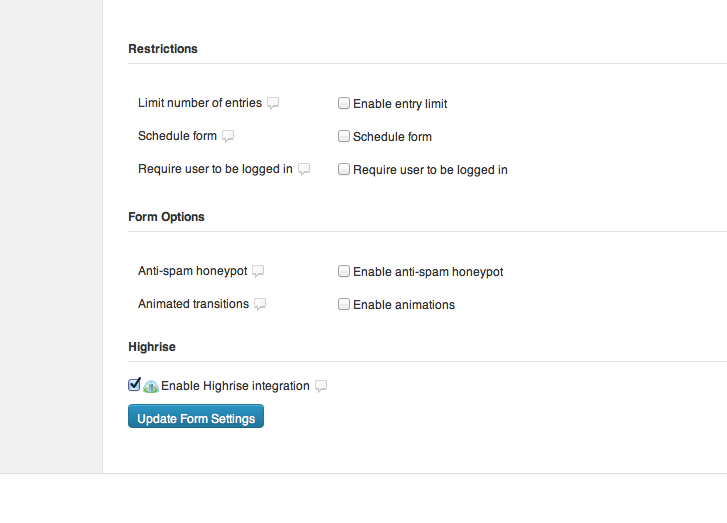 Restrictions
Limit number of entries Enable entry limit
Schedule form Schedule form
Require user to be logged in Require user to be logged in
Form Options
Anti-spam honeypot Enable anti-spam honeypot
Animated transitions Enable animations
Highrise
Enable Highrise integration
Update Form Settings